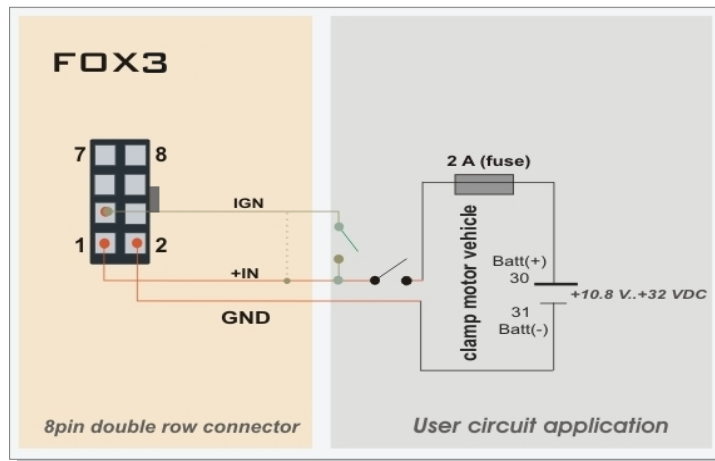 FOX3
7
8
1
2
IGN
+IN
GND
8pin double row connector
2 A (fuse)
clamp motor vehicle
Batt(+)
30
+10.8 V..+32 VDC
31
Batt(-)
User circuit application